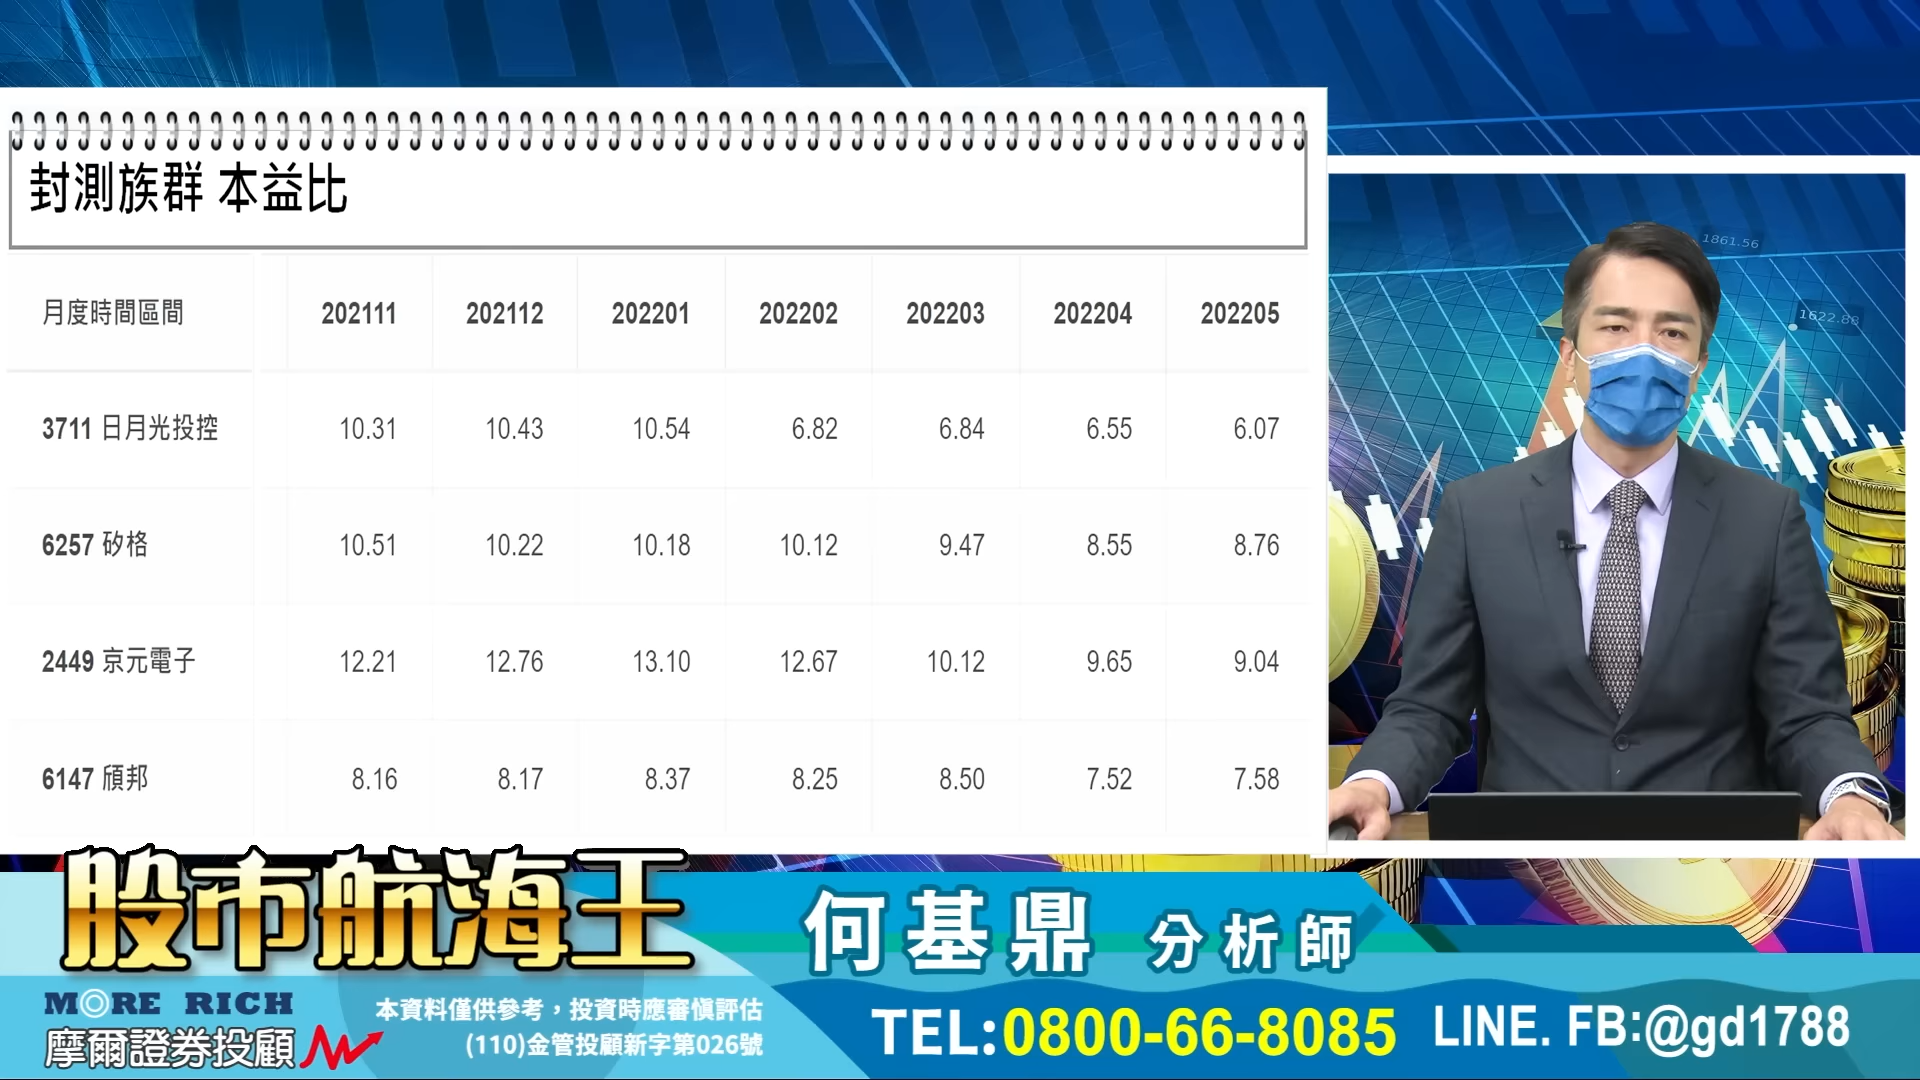 封測族群 本益比
月度時間區間 202111 202112 202201 202202 202203 202204 202205
3711 日月光投控 10.31 10.43 10.54 6.82 6.84 6.55 6.07
6257 矽格 10.51 10.22 10.18 10.12 9.47 8.55 8.76
2449 京元電子 12.21 12.76 13.10 12.67 10.12 9.65 9.04
6147 頎邦 8.16 8.17 8.37 8.25 8.50 7.52 7.58
1861.56
1622.88
股市航海王
MORE RICH
摩爾證券投顧
本資料僅供參考，投資時應審慎評估
(110)金管投顧新字第026號
何基鼎 分析師
TEL:0800-66-8085
LINE. FB:@gd1788